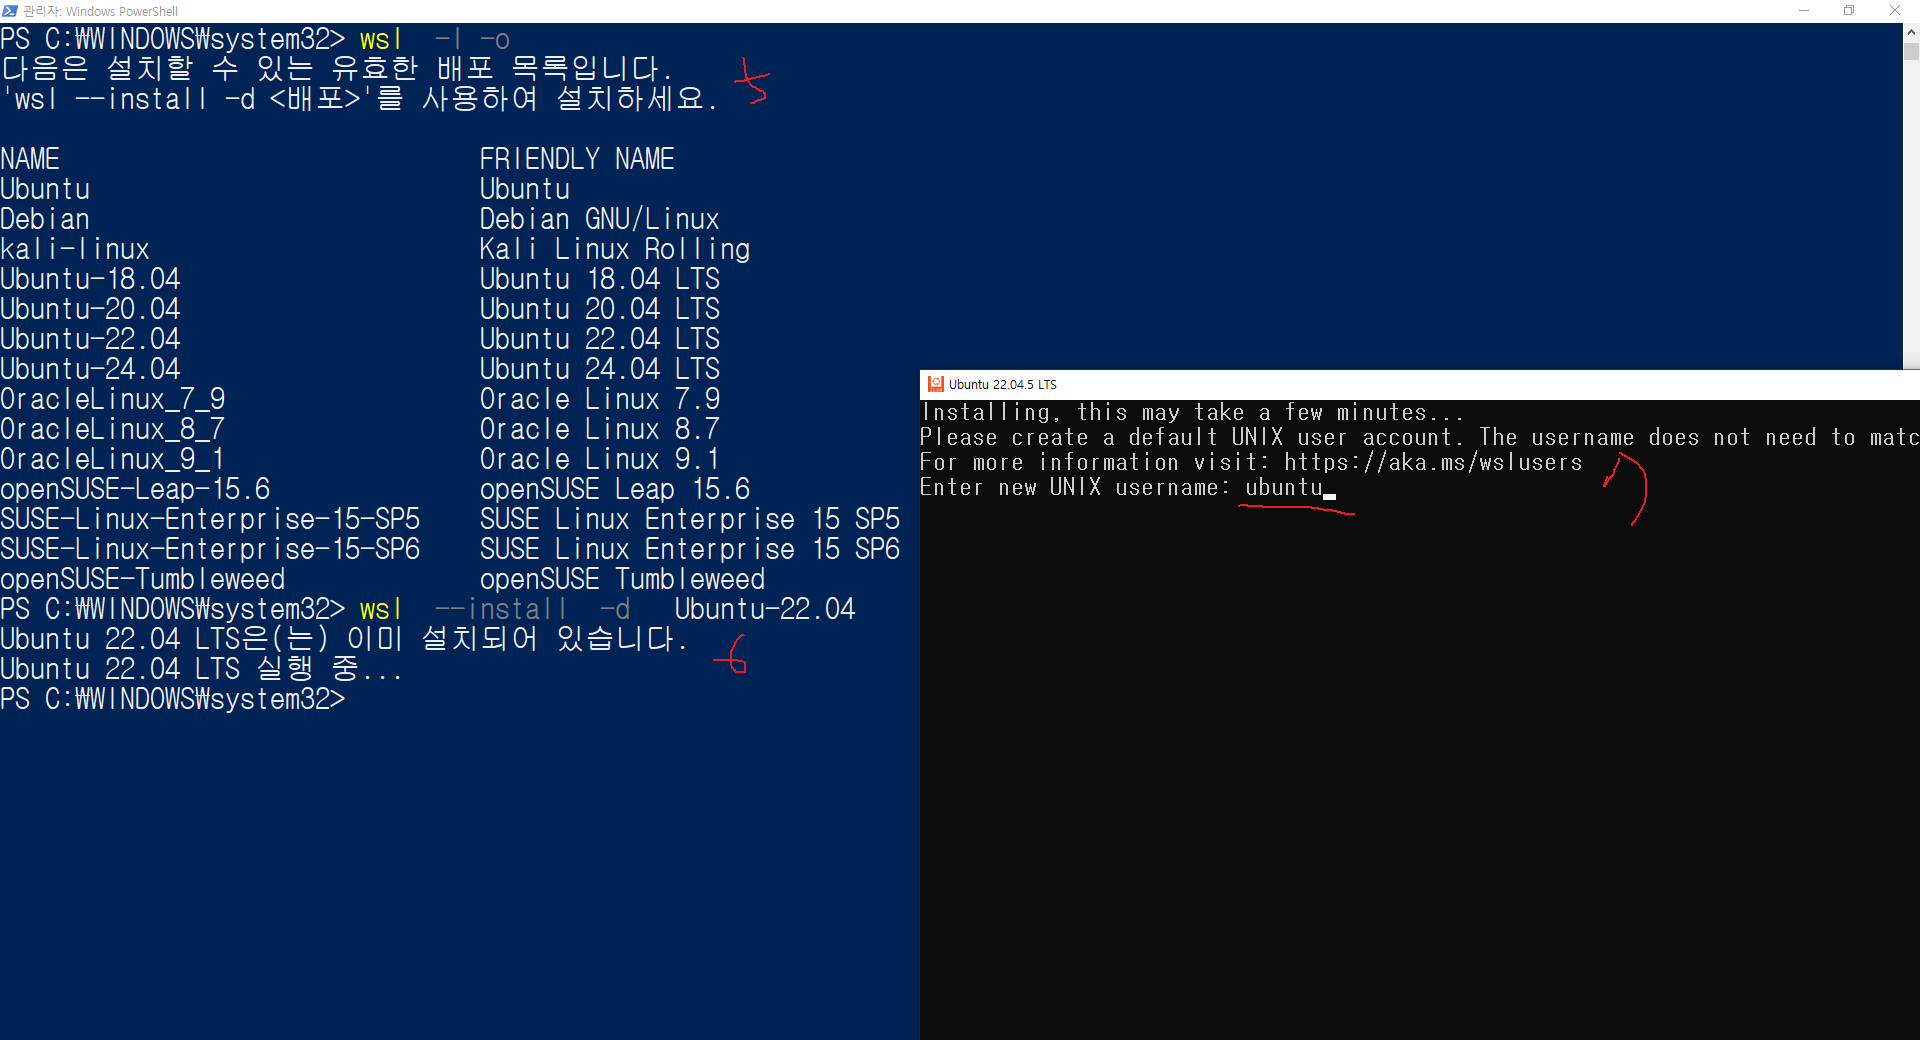 관리자: Windows PowerShell
PS C:₩WINDOWS₩system32> wsl -l -o
다음은 설치할 수 있는 유효한 배포 목록입니다.
'wsl --install -d <배포>'를 사용하여 설치하세요.
5
NAME FRIENDLY NAME
Ubuntu Ubuntu
Debian Debian GNU/Linux
kali-linux Kali Linux Rolling
Ubuntu-18.04 Ubuntu 18.04 LTS
Ubuntu-20.04 Ubuntu 20.04 LTS
Ubuntu-22.04 Ubuntu 22.04 LTS
Ubuntu-24.04 Ubuntu 24.04 LTS
OracleLinux_7_9 Oracle Linux 7.9
OracleLinux_8_7 Oracle Linux 8.7
OracleLinux_9_1 Oracle Linux 9.1
openSUSE-Leap-15.6 openSUSE Leap 15.6
SUSE-Linux-Enterprise-15-SP5 SUSE Linux Enterprise 15 SP5
SUSE-Linux-Enterprise-15-SP6 SUSE Linux Enterprise 15 SP6
openSUSE-Tumbleweed openSUSE Tumbleweed
PS C:₩WINDOWS₩system32> wsl --install -d Ubuntu-22.04
Ubuntu 22.04 LTS은(는) 이미 설치되어 있습니다.
Ubuntu 22.04 LTS 실행 중...
6
PS C:₩WINDOWS₩system32>
Ubuntu 22.04.5 LTS
Installing, this may take a few minutes...
Please create a default UNIX user account. The username does not need to matc
For more information visit: https://aka.ms/wslusers
Enter new UNIX username: ubuntu
7